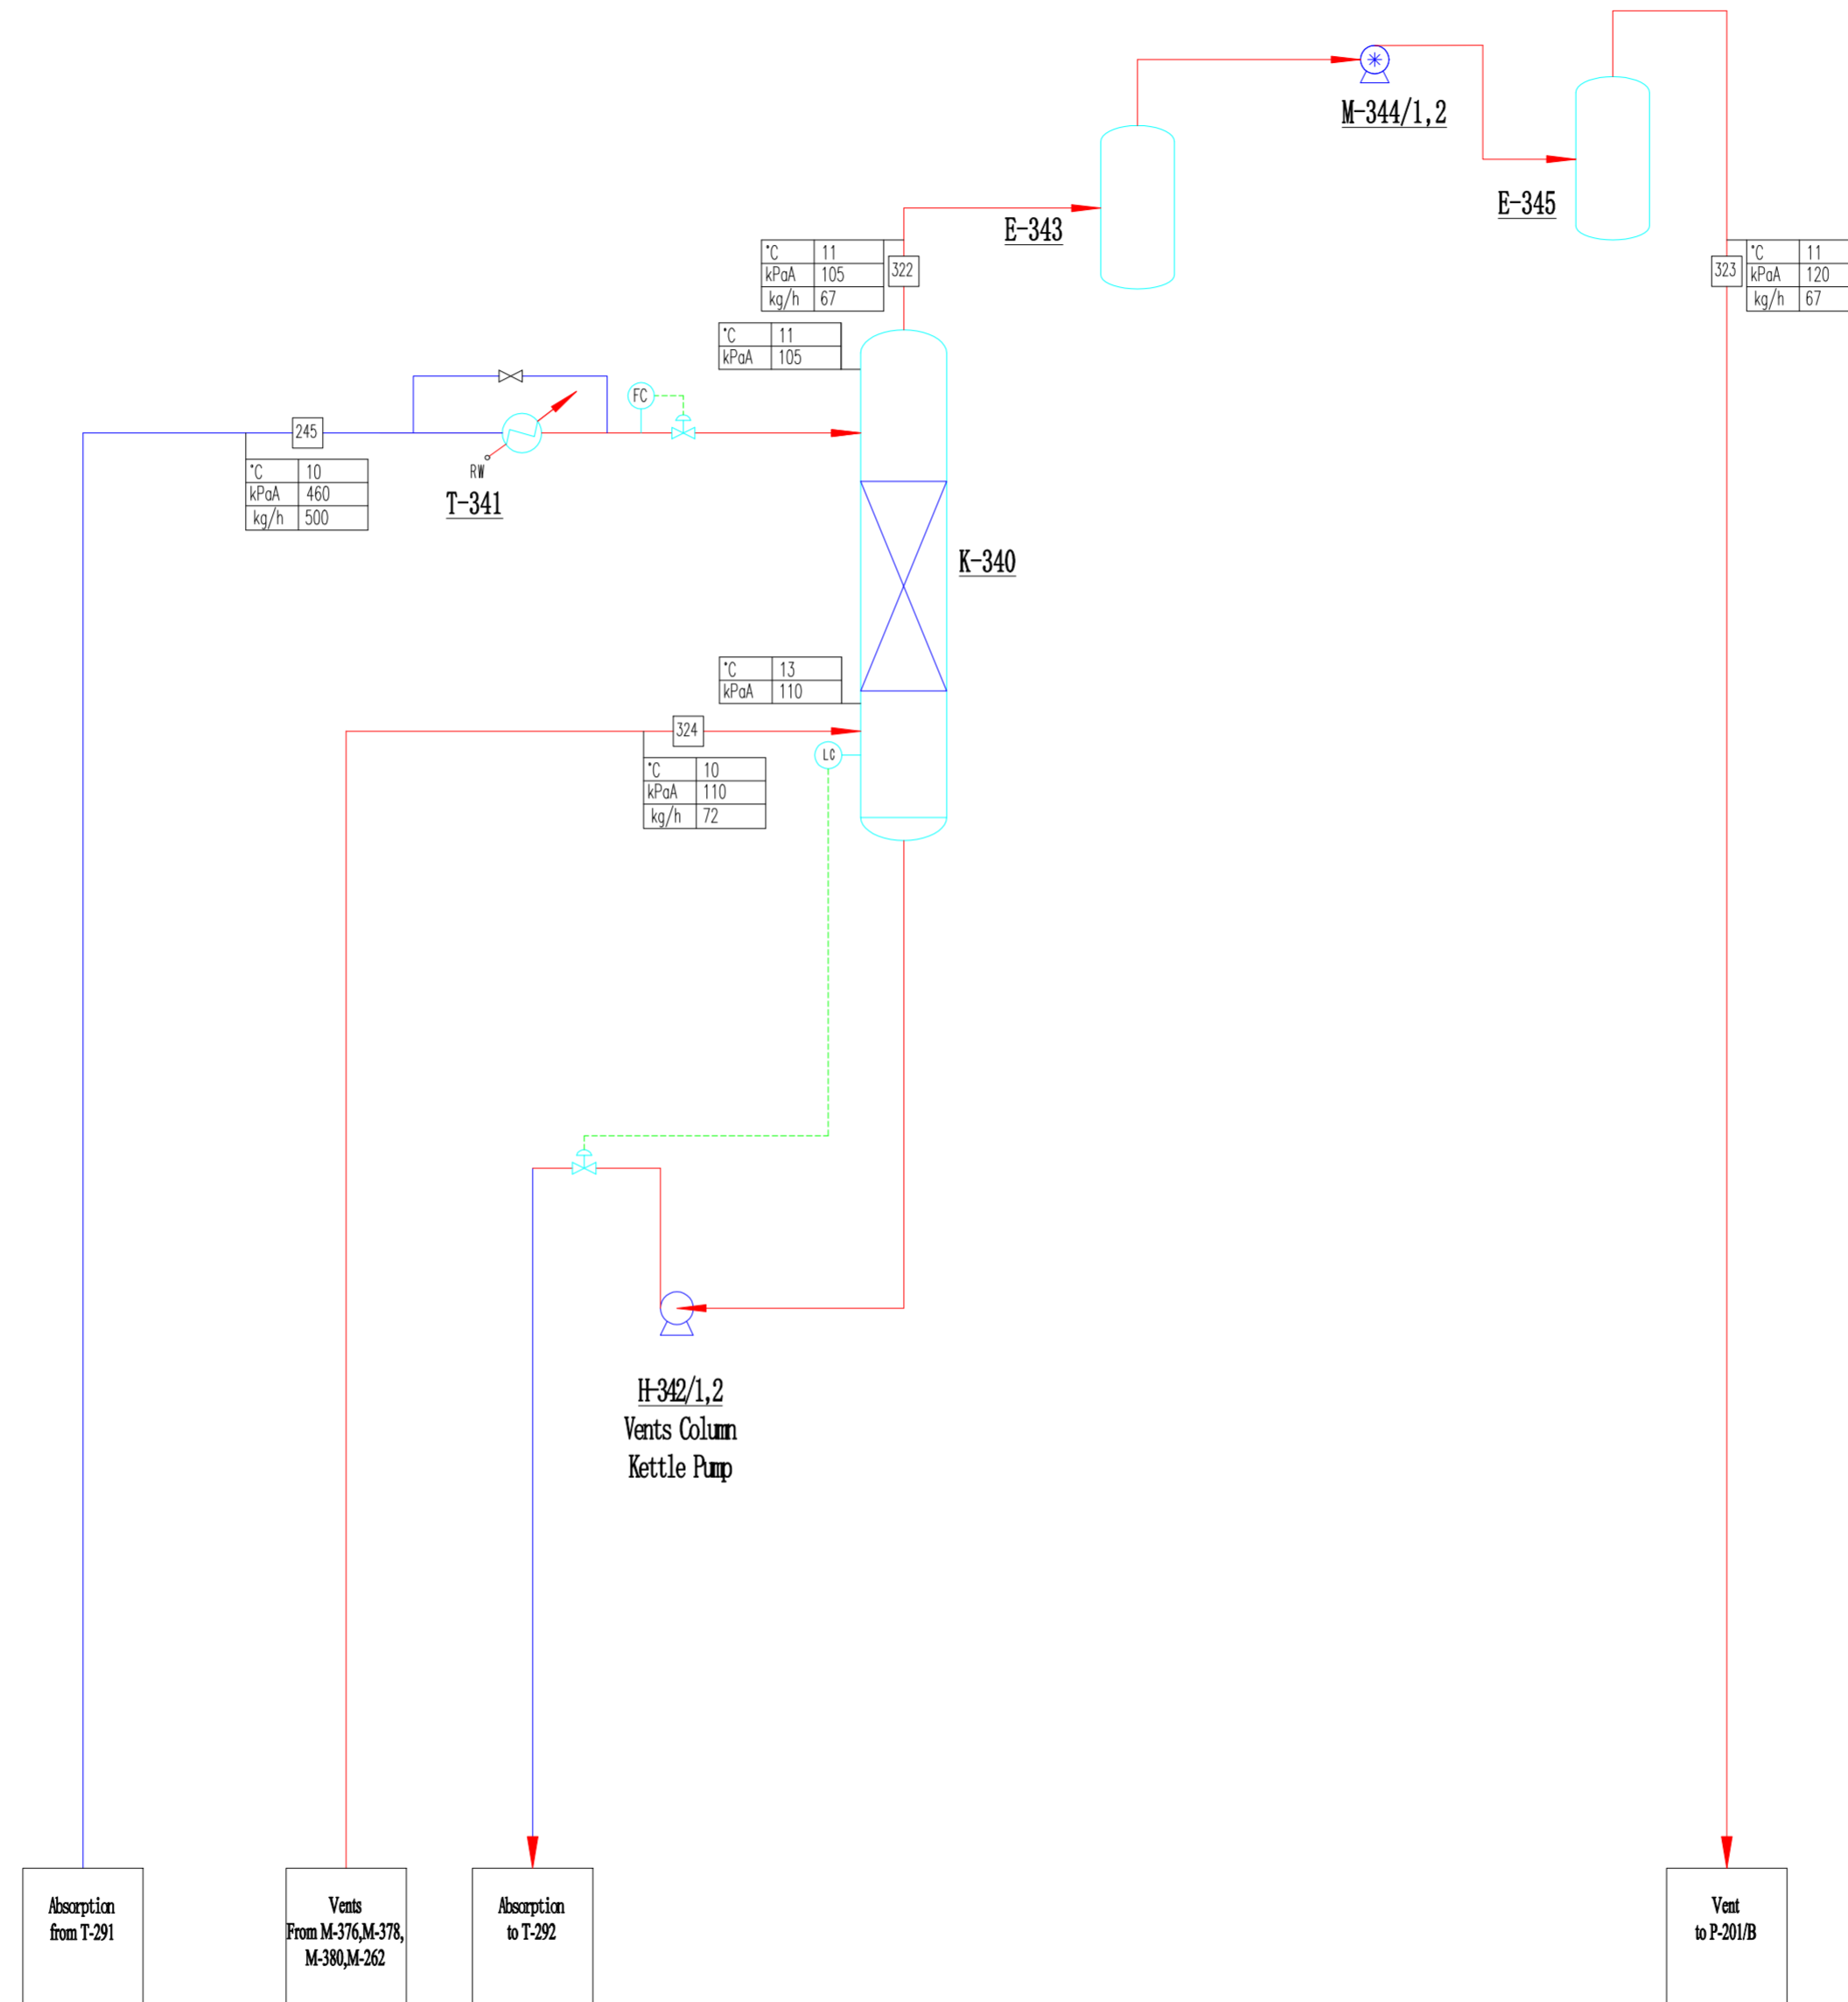 M-344/1,2
E-345
E-343
°C 11
kPaA 105
kg/h 67
322
°C 11
kPaA 120
kg/h 67
323
°C 11
kPaA 105
FC
245
°C 10
kPaA 460
kg/h 500
RW
T-341
K-340
°C 13
kPaA 110
324
LC
°C 10
kPaA 110
kg/h 72
H-342/1,2
Vents Column
Kettle Pump
Absorption
from T-291
Vents
From M-376,M-378,
M-380,M-262
Absorption
to T-292
Vent
to P-201/B